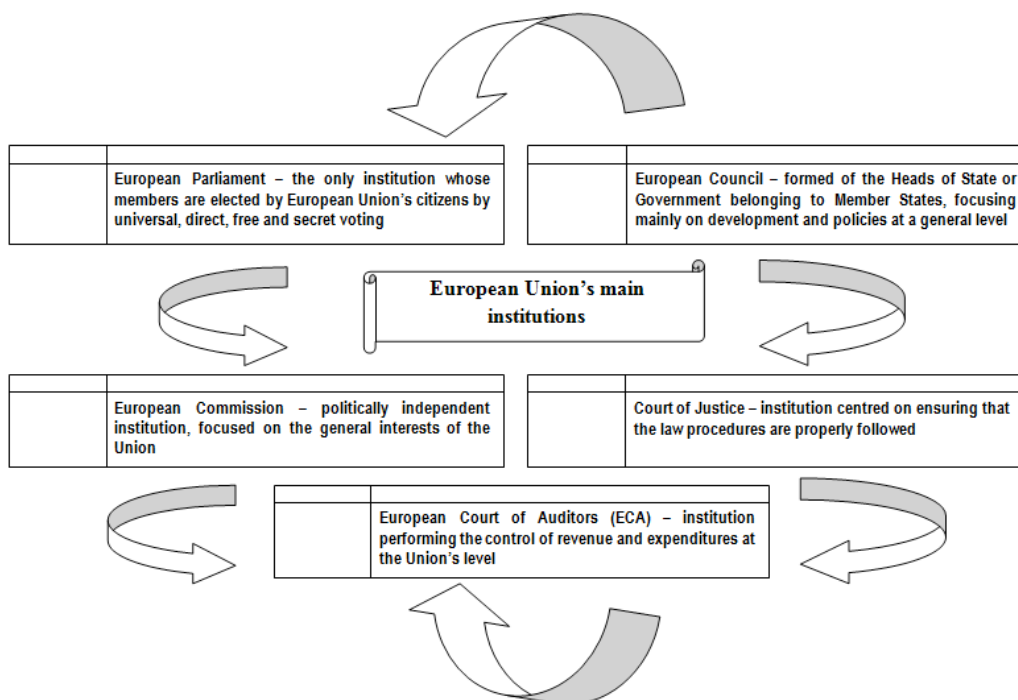 European Parliament – the only institution whose
members are elected by European Union's citizens by
universal, direct, free and secret voting
European Council – formed of the Heads of State or
Government belonging to Member States, focusing
mainly on development and policies at a general level
European Union's main
institutions
European Commission – politically independent
institution, focused on the general interests of the
Union
Court of Justice – institution centred on ensuring that
the law procedures are properly followed
European Court of Auditors (ECA) – institution
performing the control of revenue and expenditures at
the Union's level